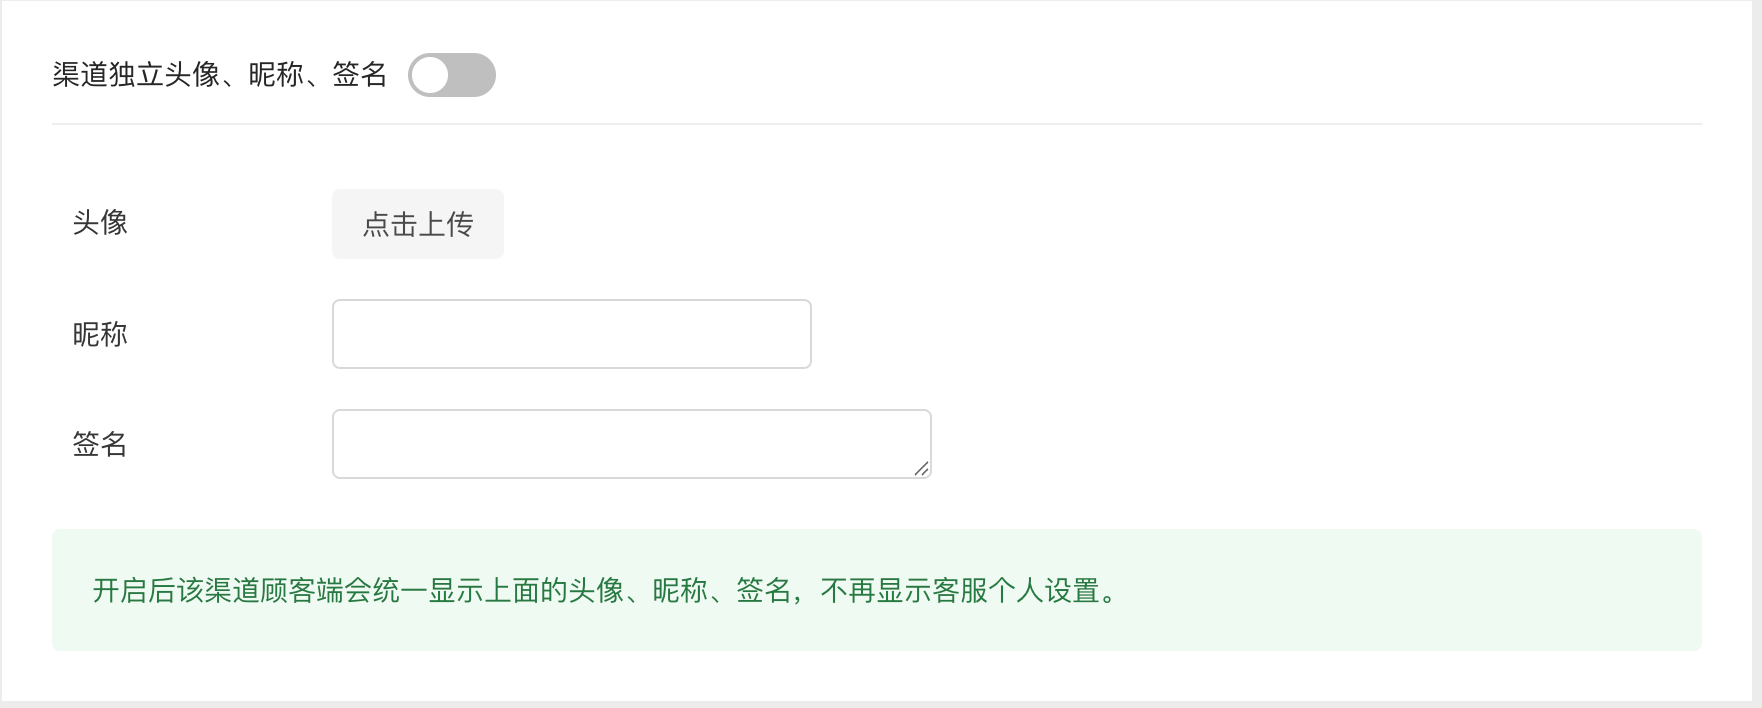 渠道独立头像、昵称、签名
头像
点击上传
昵称
签名
开启后该渠道顾客端会统一显示上面的头像、昵称、签名，不再显示客服个人设置。